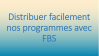 Distribuer facilement
nos programmes avec
FBS